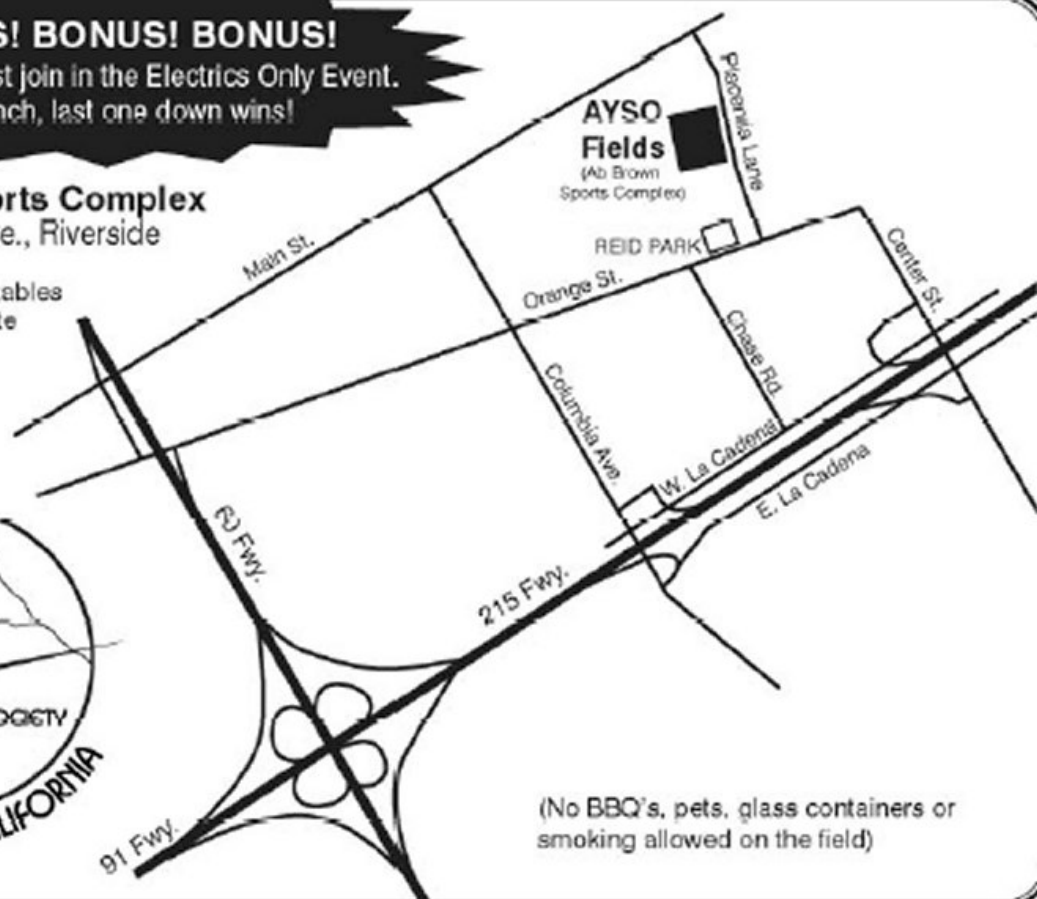 S! BONUS! BONUS!
st join in the Electrics Only Event.
nch, last one down wins!
orts Complex
e., Riverside
tables
te
AYSO
Fields
(Ab Brown
Sports Complex)
Placentia Lane
REID PARK
Main St.
Orange St.
Center St.
Chase Rd.
Columbia Ave.
W. La Cadena
E. La Cadena
Fwy.
215 Fwy.
91 Fwy.
OCIETY
LIFORNIA
(No BBQ's, pets, glass containers or
smoking allowed on the field)